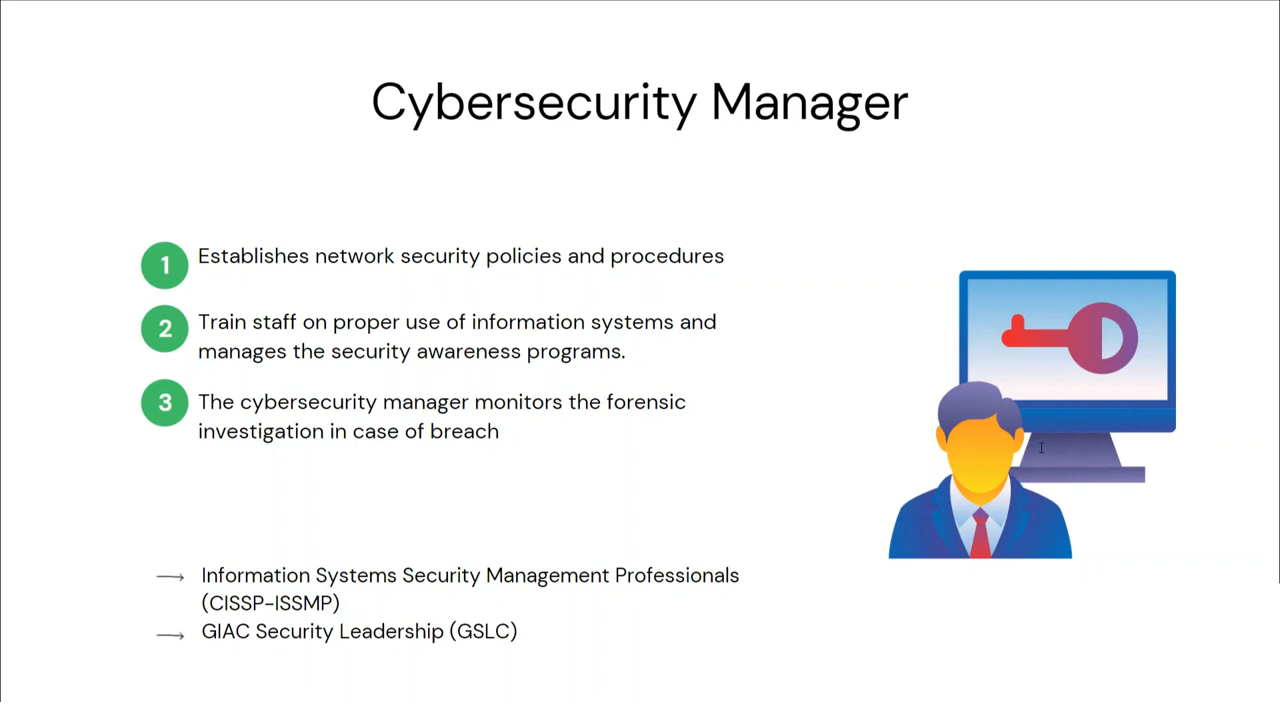 Cybersecurity Manager
1 Establishes network security policies and procedures
2 Train staff on proper use of information systems and
manages the security awareness programs.
3 The cybersecurity manager monitors the forensic
investigation in case of breach
→ Information Systems Security Management Professionals
(CISSP-ISSMP)
→ GIAC Security Leadership (GSLC)